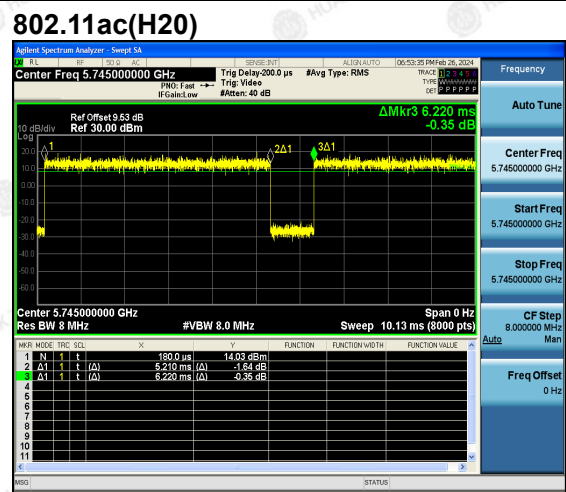 802.11ac(H20)
Agilent Spectrum Analyzer - Swept SA
RL RF 50 Ω AC SENSE:INT ALIGN AUTO 06:53:35 PM Feb 26, 2024
Center Freq 5.745000000 GHz Trig Delay-200.0 µs #Avg Type: RMS TRACE 1 2 3 4 5 6
PNO: Fast Trig: Video TYPE
IFGain:Low #Atten: 40 dB DET P P P P P P
Frequency
Auto Tune
Center Freq
5.745000000 GHz
Start Freq
5.745000000 GHz
Stop Freq
5.745000000 GHz
CF Step
8.000000 MHz
Auto Man
Freq Offset
0 Hz
ΔMkr3 6.220 ms
-0.35 dB
Ref Offset 9.53 dB
10 dB/div Ref 30.00 dBm
Log
1 2Δ1 3Δ1
20.0
10.0
0.00
-10.0
-20.0
-30.0
-40.0
-50.0
-60.0
Center 5.745000000 GHz Span 0 Hz
Res BW 8 MHz #VBW 8.0 MHz Sweep 10.13 ms (8000 pts)
MKR MODE TRC SCL X Y FUNCTION FUNCTION WIDTH FUNCTION VALUE
1 N 1 t 180.0 µs 14.03 dBm
2 Δ1 1 t (Δ) 5.210 ms (Δ) -1.64 dB
3 Δ1 1 t (Δ) 6.220 ms (Δ) -0.35 dB
4
5
6
7
8
9
10
11
MSG STATUS